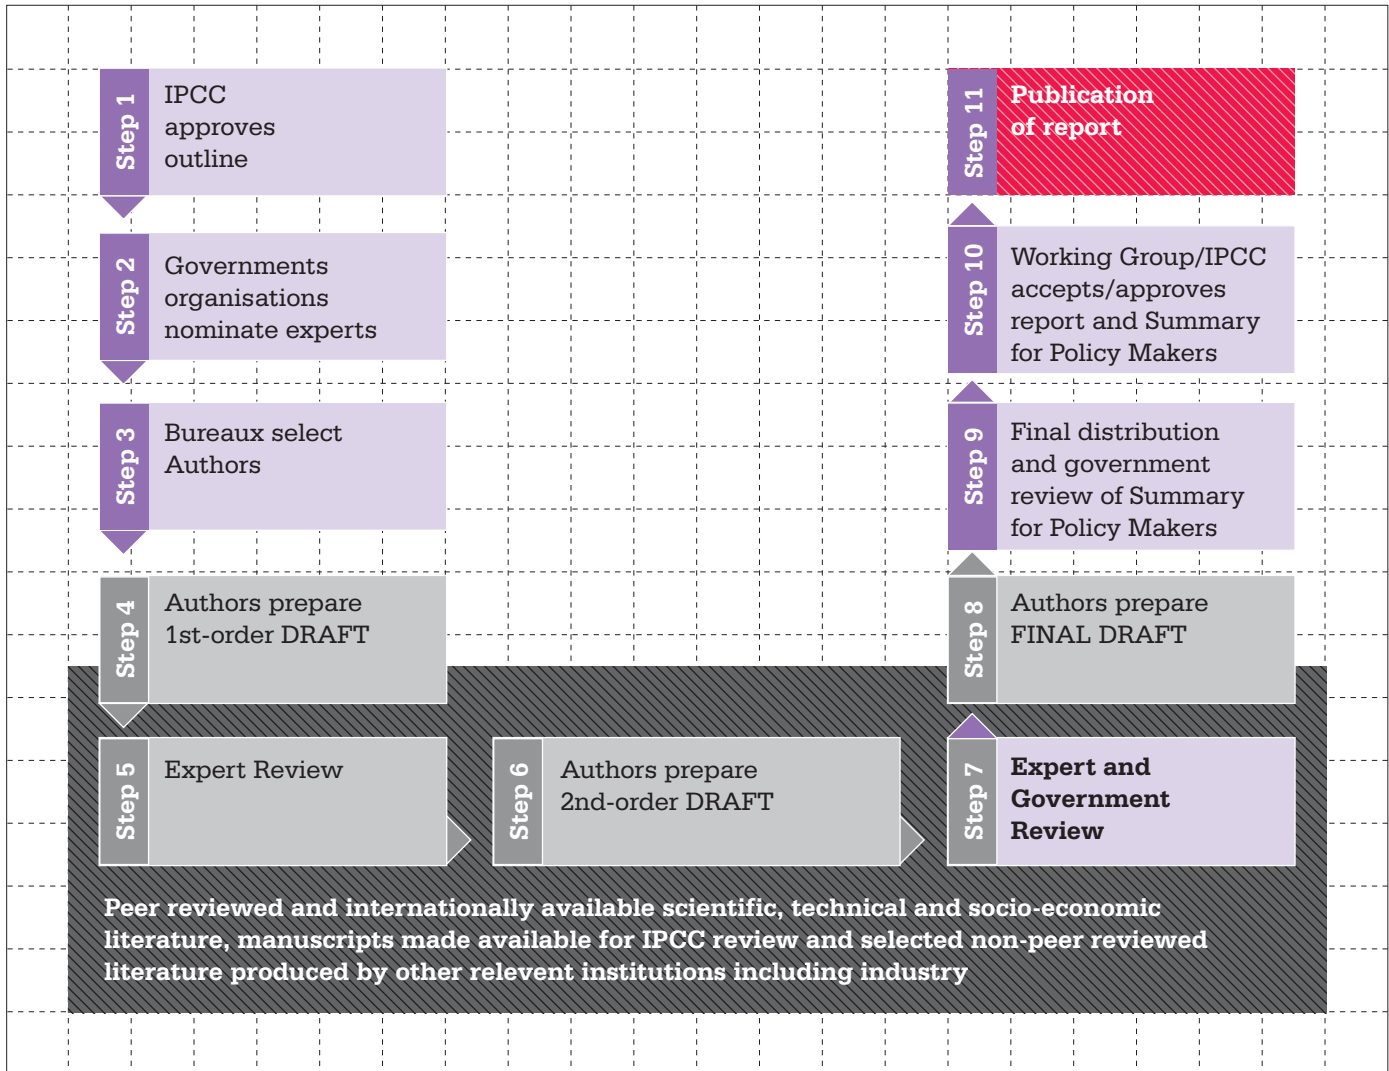 Step 1
IPCC
approves
outline
Step 2
Governments
organisations
nominate experts
Step 3
Bureaux select
Authors
Step 4
Authors prepare
1st-order DRAFT
Step 5
Expert Review
Step 6
Authors prepare
2nd-order DRAFT
Step 7
Expert and
Government
Review
Step 8
Authors prepare
FINAL DRAFT
Step 9
Final distribution
and government
review of Summary
for Policy Makers
Step 10
Working Group/IPCC
accepts/approves
report and Summary
for Policy Makers
Step 11
Publication
of report
Peer reviewed and internationally available scientific, technical and socio-economic
literature, manuscripts made available for IPCC review and selected non-peer reviewed
literature produced by other relevent institutions including industry